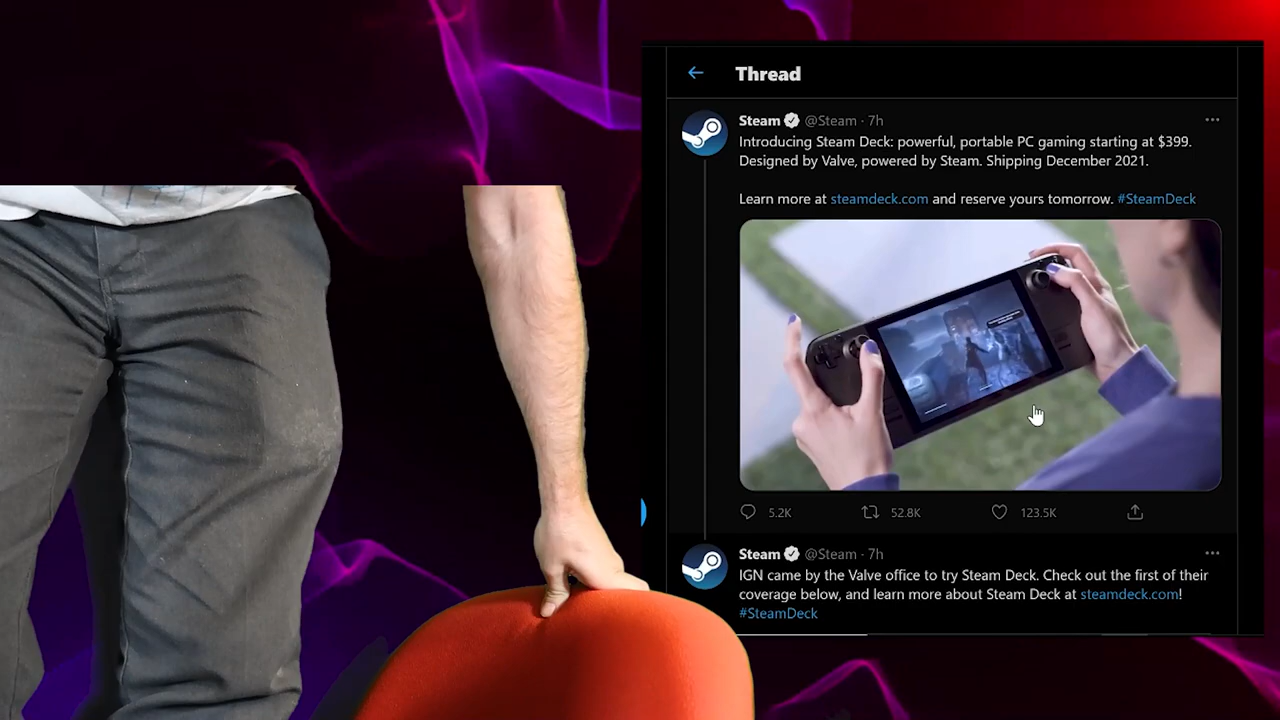 Thread
Steam @Steam · 7h
Introducing Steam Deck: powerful, portable PC gaming starting at $399.
Designed by Valve, powered by Steam. Shipping December 2021.
Learn more at steamdeck.com and reserve yours tomorrow. #SteamDeck
5.2K 52.8K 123.5K
Steam @Steam · 7h
IGN came by the Valve office to try Steam Deck. Check out the first of their
coverage below, and learn more about Steam Deck at steamdeck.com!
#SteamDeck